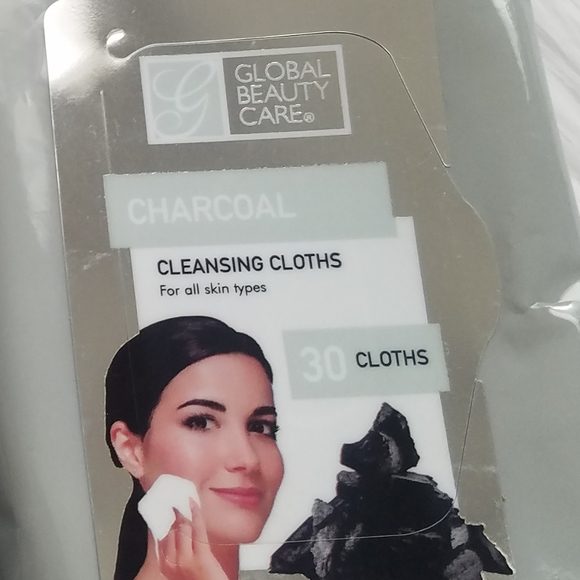 GLOBAL
BEAUTY
CARE®
CHARCOAL
CLEANSING CLOTHS
For all skin types
30 CLOTHS